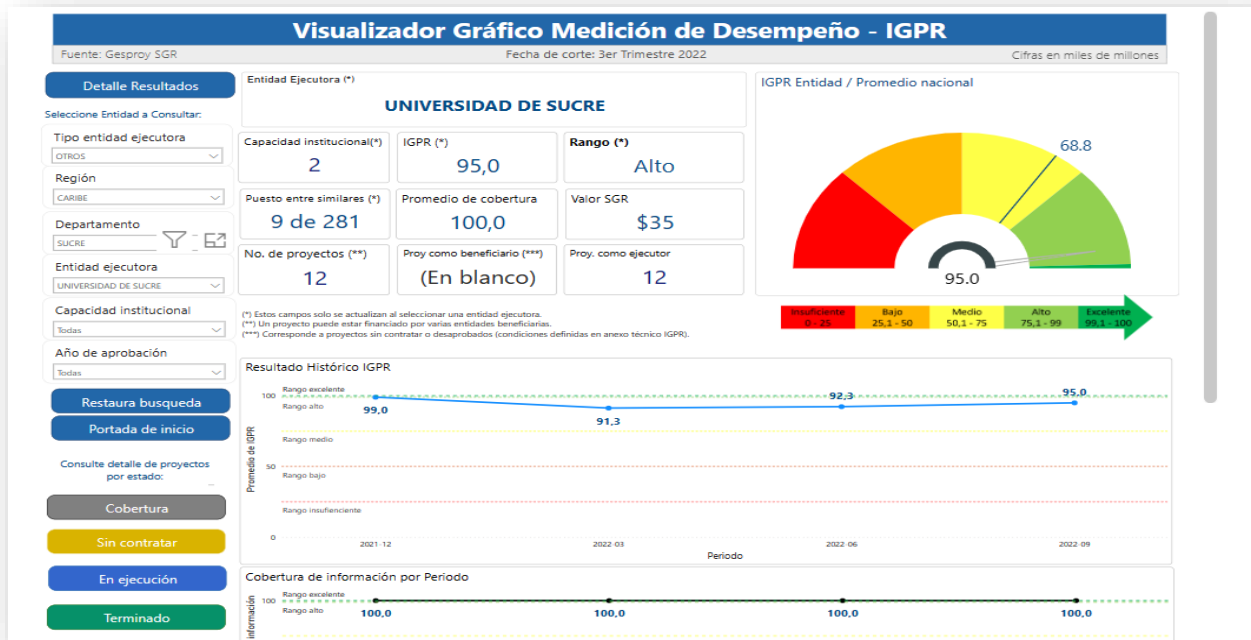 Visualizador Gráfico Medición de Desempeño - IGPR
Fuente: Gesproy SGR
Fecha de corte: 3er Trimestre 2022
Cifras en miles de millones
Detalle Resultados
Seleccione Entidad a Consultar:
Tipo entidad ejecutora
OTROS
Región
CARIBE
Departamento
SUCRE
Entidad ejecutora
UNIVERSIDAD DE SUCRE
Capacidad institucional
Todas
Año de aprobación
Todas
Restaura busqueda
Portada de inicio
Consulte detalle de proyectos
por estado:
Cobertura
Sin contratar
En ejecución
Terminado
Entidad Ejecutora (*)
UNIVERSIDAD DE SUCRE
Capacidad institucional(*)
2
IGPR (*)
95,0
Rango (*)
Alto
Puesto entre similares (*)
9 de 281
Promedio de cobertura
100,0
Valor SGR
$35
No. de proyectos (**)
12
Proy como beneficiario (***)
(En blanco)
Proy. como ejecutor
12
(*) Estos campos solo se actualizan al seleccionar una entidad ejecutora.
(**) Un proyecto puede estar financiado por varias entidades beneficiarias.
(***) Corresponde a proyectos sin contratar o desaprobados (condiciones definidas en anexo técnico IGPR).
IGPR Entidad / Promedio nacional
68.8
95.0
Insuficiente
0 - 25
Bajo
25,1 - 50
Medio
50,1 - 75
Alto
75,1 - 99
Excelente
99,1 - 100
Resultado Histórico IGPR
Promedio de IGPR
100
50
0
Rango excelente
Rango alto
Rango medio
Rango bajo
Rango insufienciente
99,0
91,3
92,3
95,0
2021-12
2022-03
2022-06
2022-09
Periodo
Cobertura de información por Periodo
información
100
Rango excelente
Rango alto
100,0
100,0
100,0
100,0